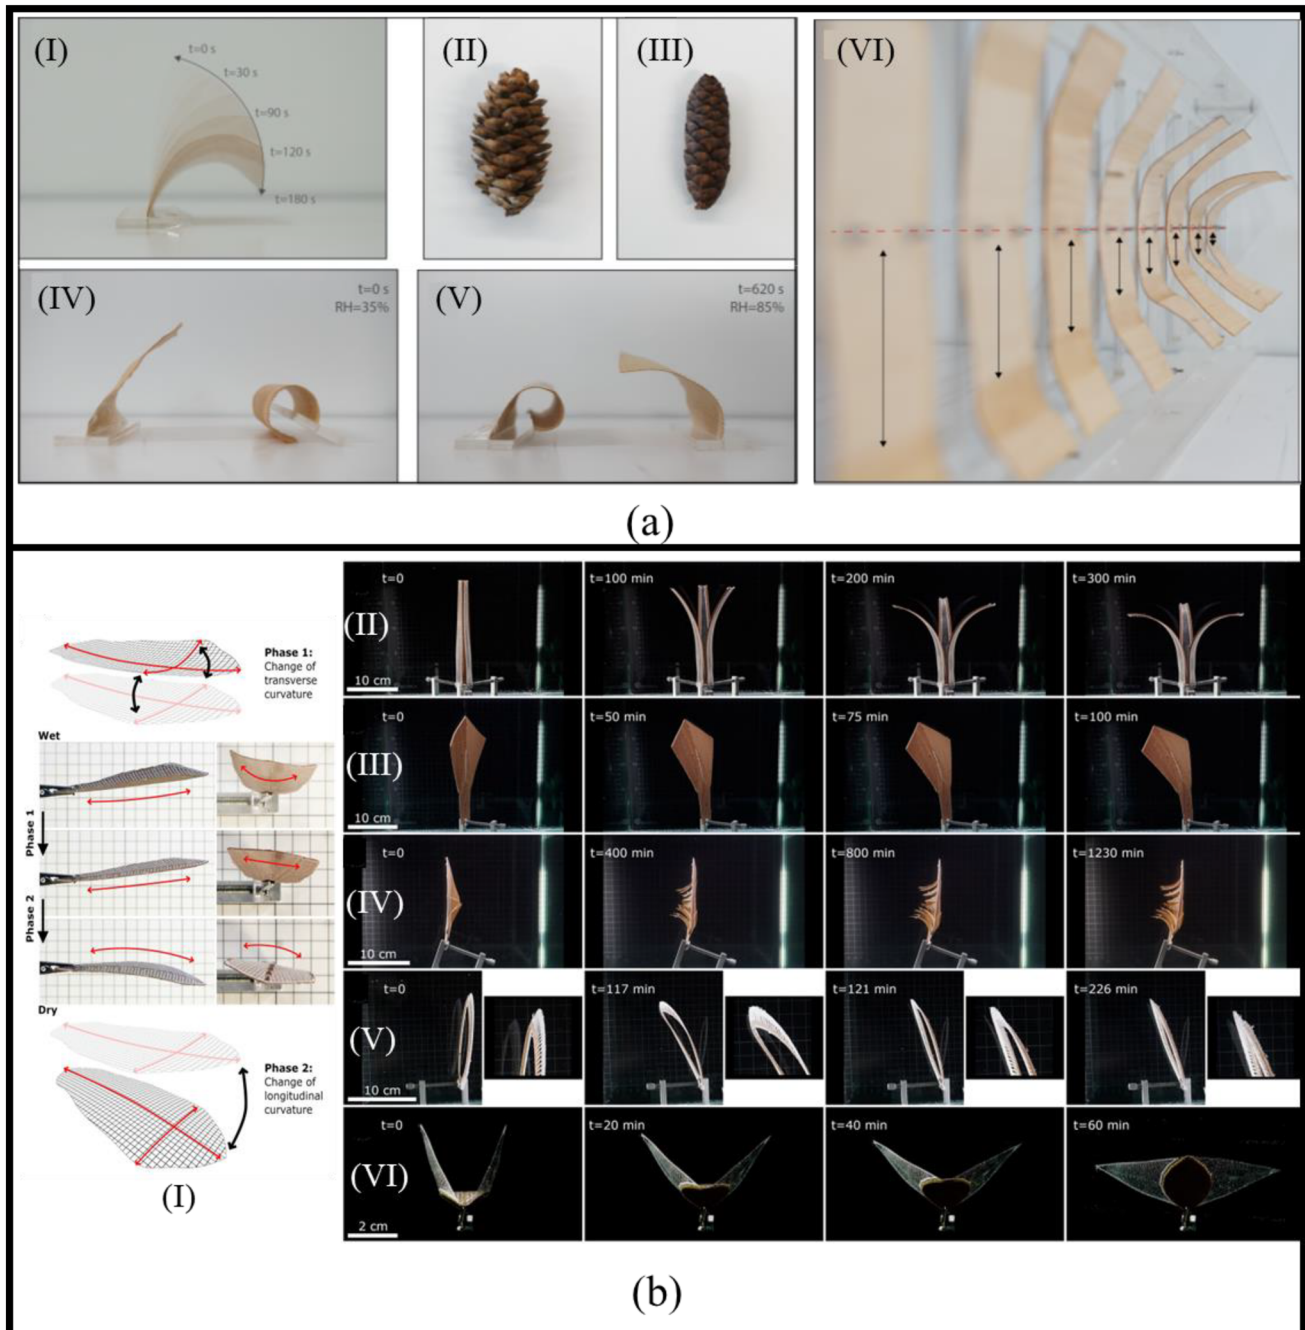 (I)
t=0 s
t=30 s
t=90 s
t=120 s
t=180 s
(II)
(III)
(IV)
t=0 s
RH=35%
(V)
t=620 s
RH=85%
(VI)
(a)
Phase 1:
Change of
transverse
curvature
Wet
Phase 1
Phase 2
Dry
Phase 2:
Change of
longitudinal
curvature
(I)
(II)
t=0
t=100 min
t=200 min
t=300 min
10 cm
(III)
t=0
t=50 min
t=75 min
t=100 min
10 cm
(IV)
t=0
t=400 min
t=800 min
t=1230 min
10 cm
(V)
t=0
t=117 min
t=121 min
t=226 min
10 cm
(VI)
t=0
t=20 min
t=40 min
t=60 min
2 cm
(b)